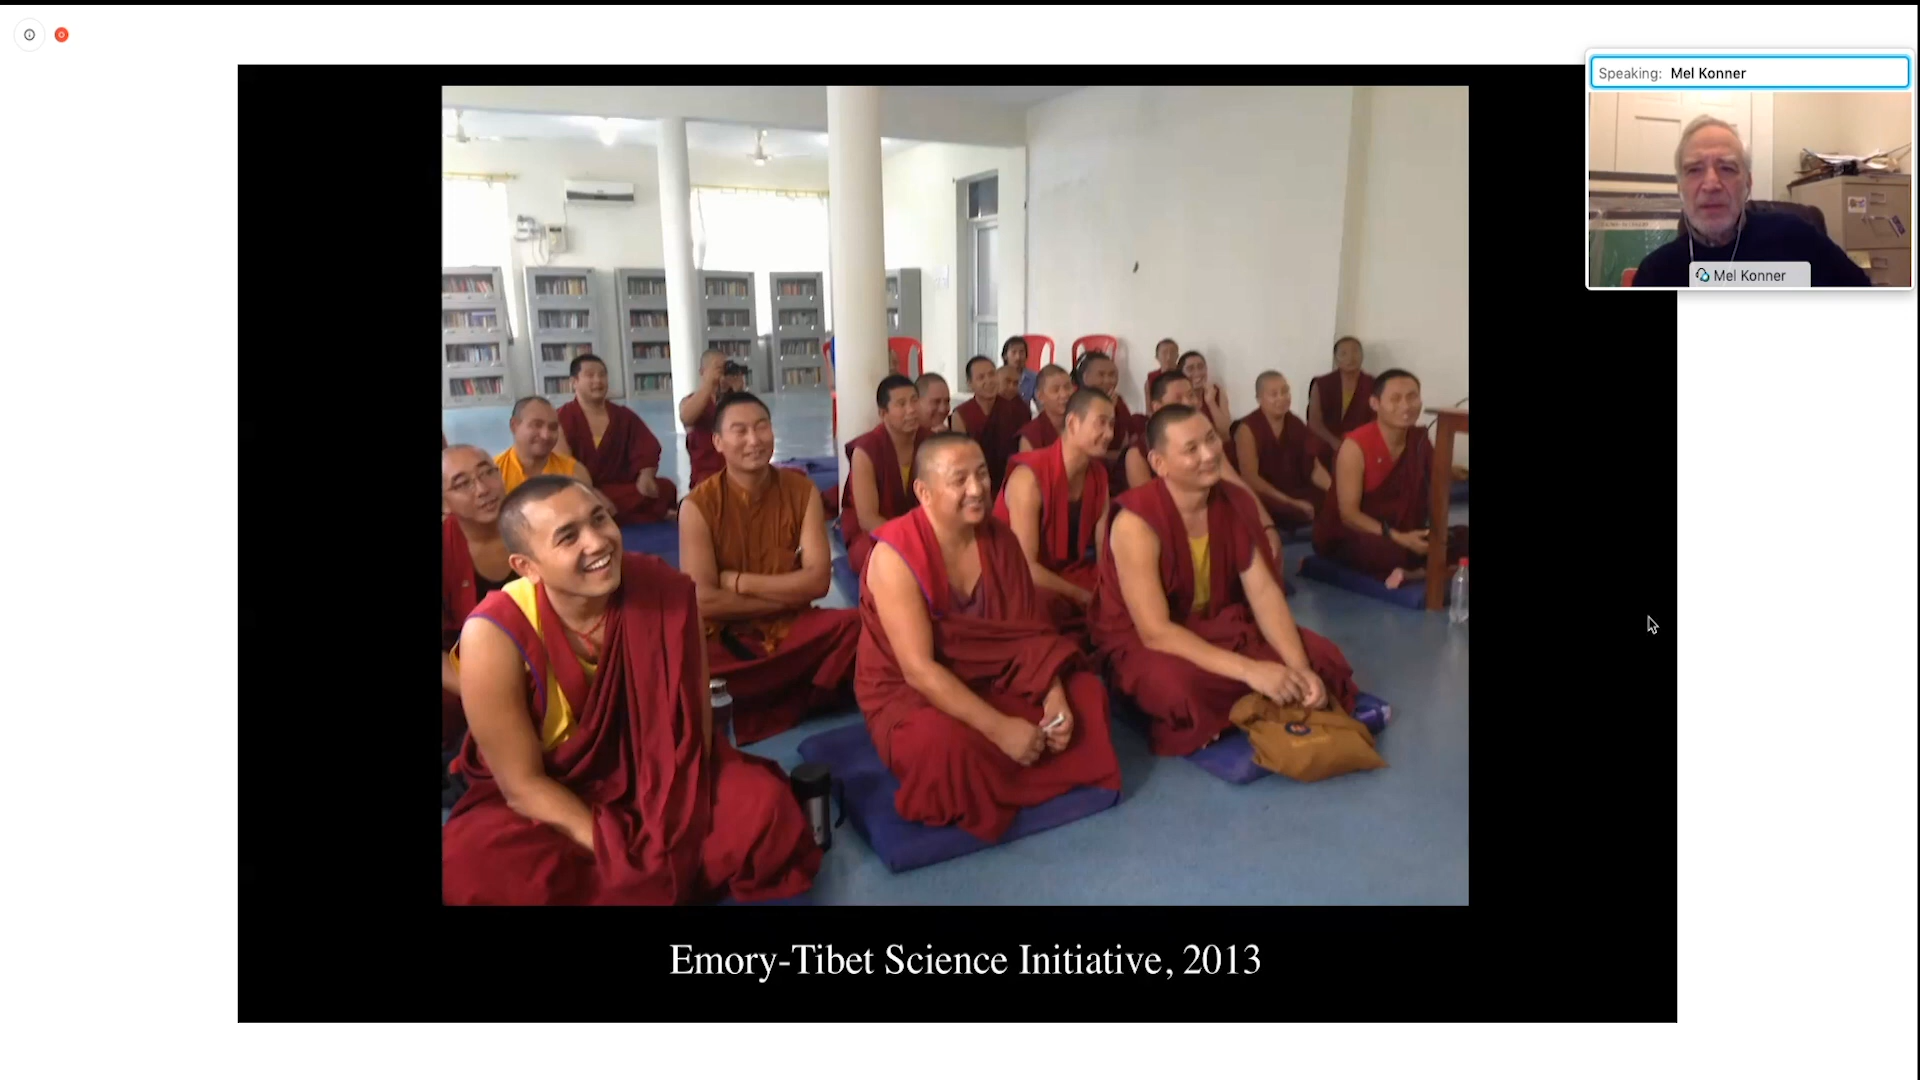 Speaking: Mel Konner
Mel Konner
Emory-Tibet Science Initiative, 2013